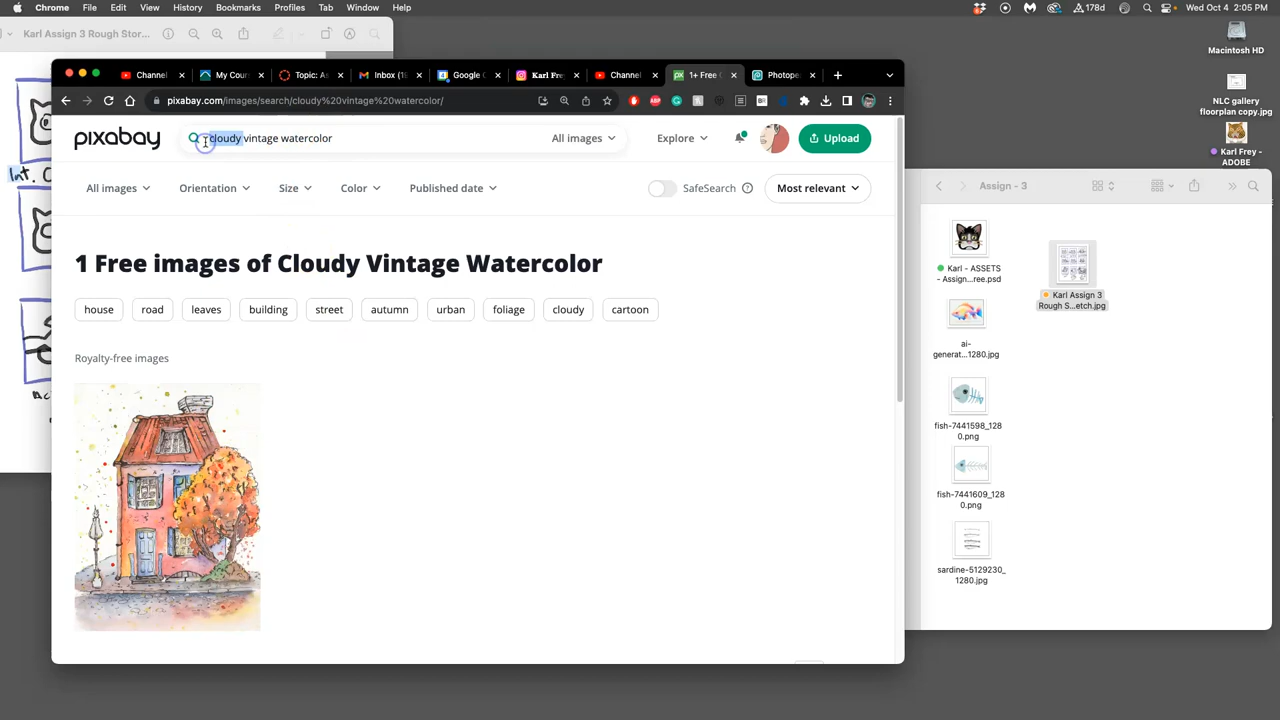 Chrome File Edit View History Bookmarks Profiles Tab Window Help 178d Wed Oct 4 2:05 PM
Karl Assign 3 Rough Stor...
Macintosh HD
Channel My Cour Topic: As Inbox (1 Google C Karl Fre Channel 1+ Free Photope
pixabay.com/images/search/cloudy%20vintage%20watercolor/
NLC gallery
floorplan copy.jpg
Karl Frey -
ADOBE
pixabay cloudy vintage watercolor All images Explore Upload
Int. C
Assign - 3
All images Orientation Size Color Published date SafeSearch Most relevant
1 Free images of Cloudy Vintage Watercolor
Karl - ASSETS
- Assign...ree.psd
Karl Assign 3
Rough S...etch.jpg
house road leaves building street autumn urban foliage cloudy cartoon
ai-
generat...1280.jpg
Royalty-free images
fish-7441598_128
0.png
fish-7441609_128
0.png
sardine-5129230_
1280.jpg